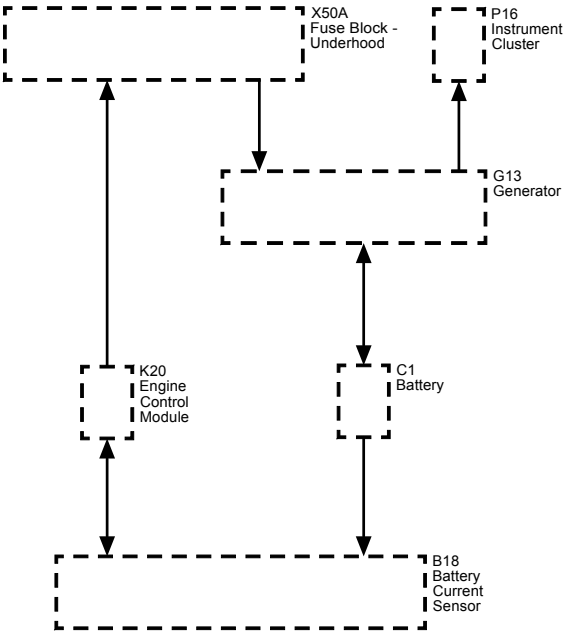 X50A
Fuse Block -
Underhood
P16
Instrument
Cluster
G13
Generator
K20
Engine
Control
Module
C1
Battery
B18
Battery
Current
Sensor